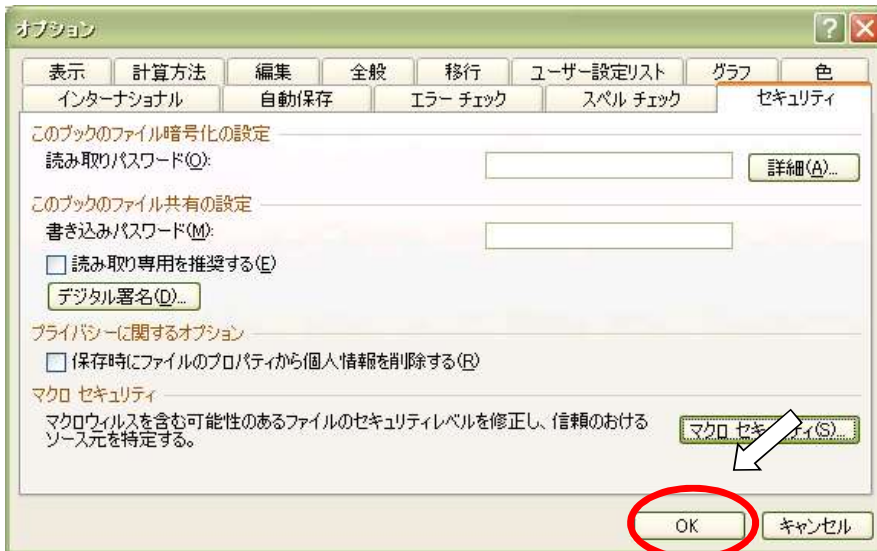 オプション
表示 計算方法 編集 全般 移行 ユーザー設定リスト グラフ 色
インターナショナル 自動保存 エラー チェック スペル チェック セキュリティ
このブックのファイル暗号化の設定
読み取りパスワード(O):
詳細(A)...
このブックのファイル共有の設定
書き込みパスワード(M):
読み取り専用を推奨する(E)
デジタル署名(D)...
プライバシーに関するオプション
保存時にファイルのプロパティから個人情報を削除する(R)
マクロ セキュリティ
マクロウィルスを含む可能性のあるファイルのセキュリティレベルを修正し、信頼のおける
ソース元を特定する。
マクロ セキュリティ(S)...
OK キャンセル